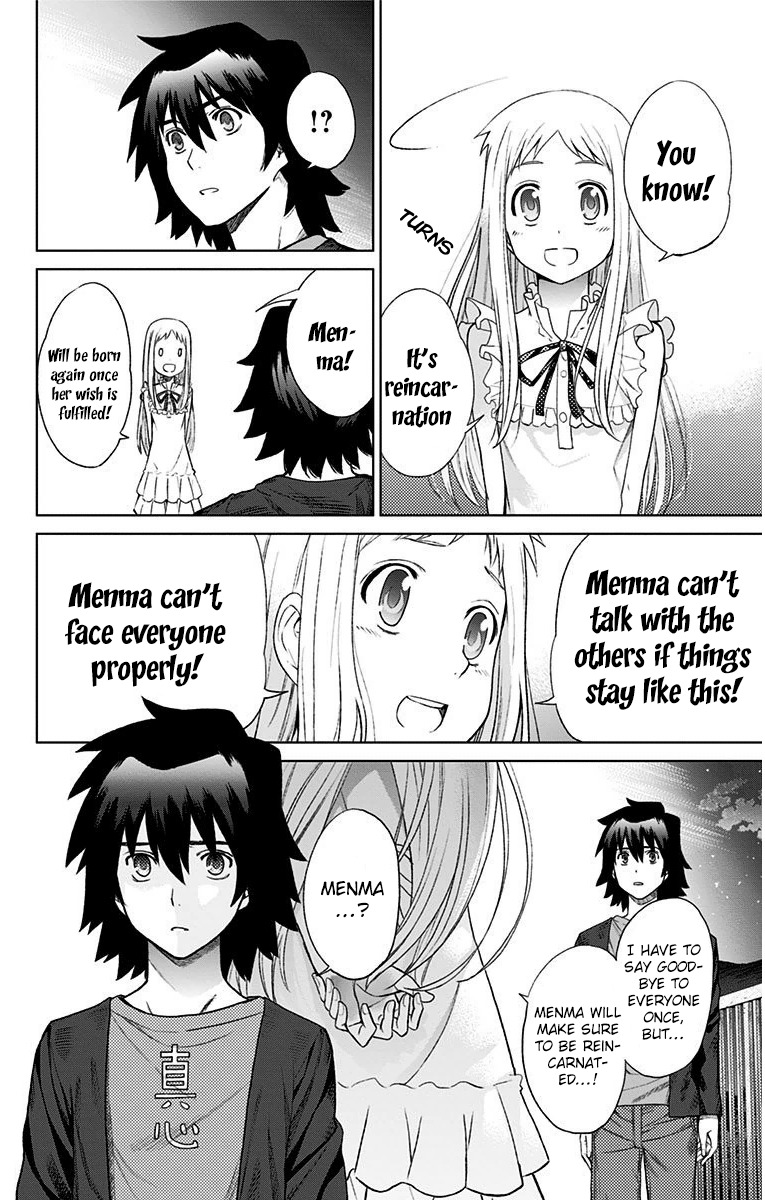 You
know!
TURNS
It's
reincar-
nation
!?
Men-
ma!
Will be born
again once
her wish is
fulfilled!
Menma can't
talk with the
others if things
stay like this!
Menma can't
face everyone
properly!
I HAVE TO
SAY GOOD-
BYE TO
EVERYONE
ONCE,
BUT...
MENMA WILL
MAKE SURE
TO BE REIN-
CARNAT-
ED...!
MENMA
...?
真
心